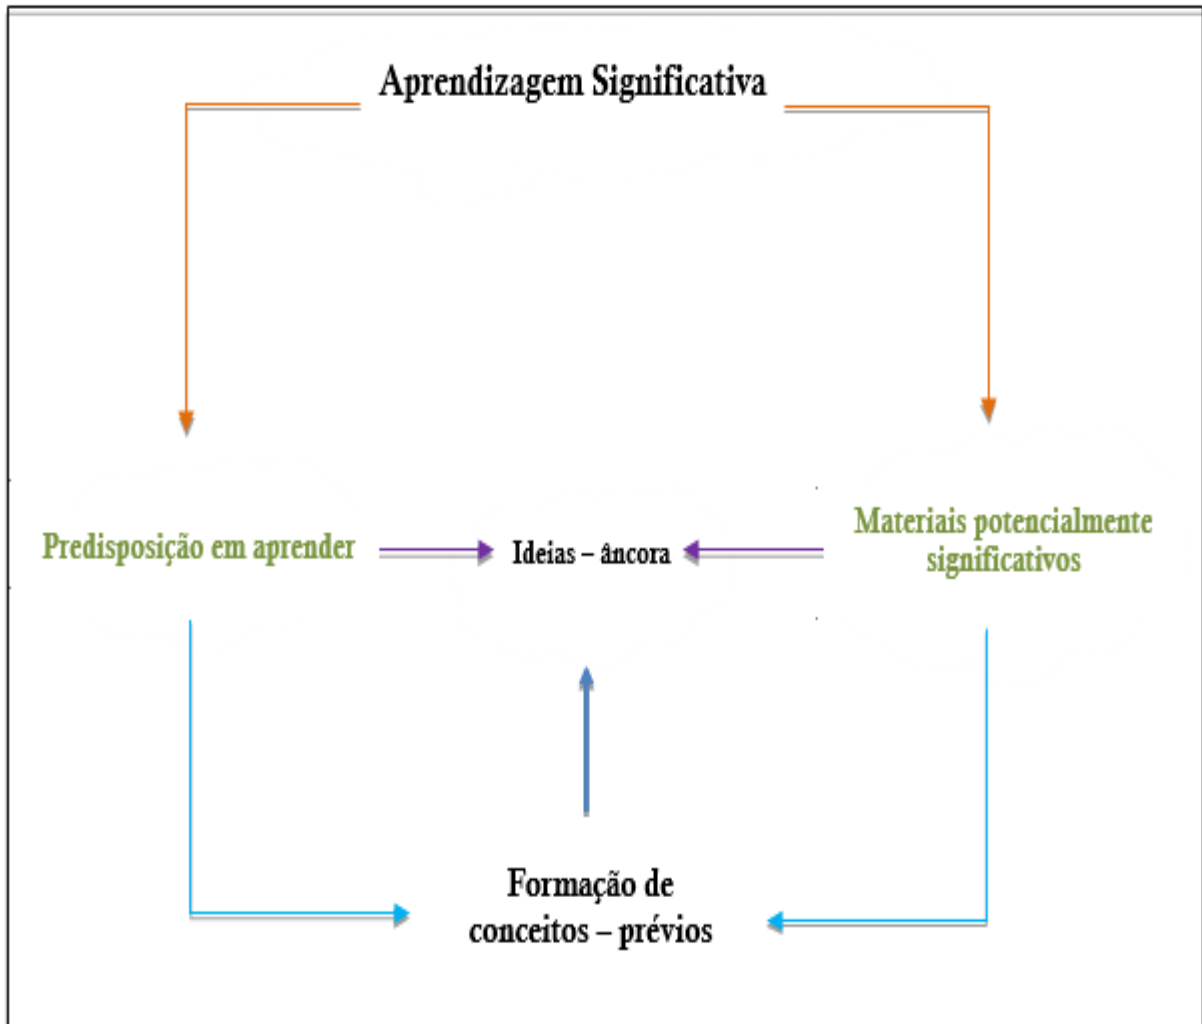 Aprendizagem Significativa
Predisposição em aprender
Ideias – âncora
Materiais potencialmente
significativos
Formação de
conceitos – prévios